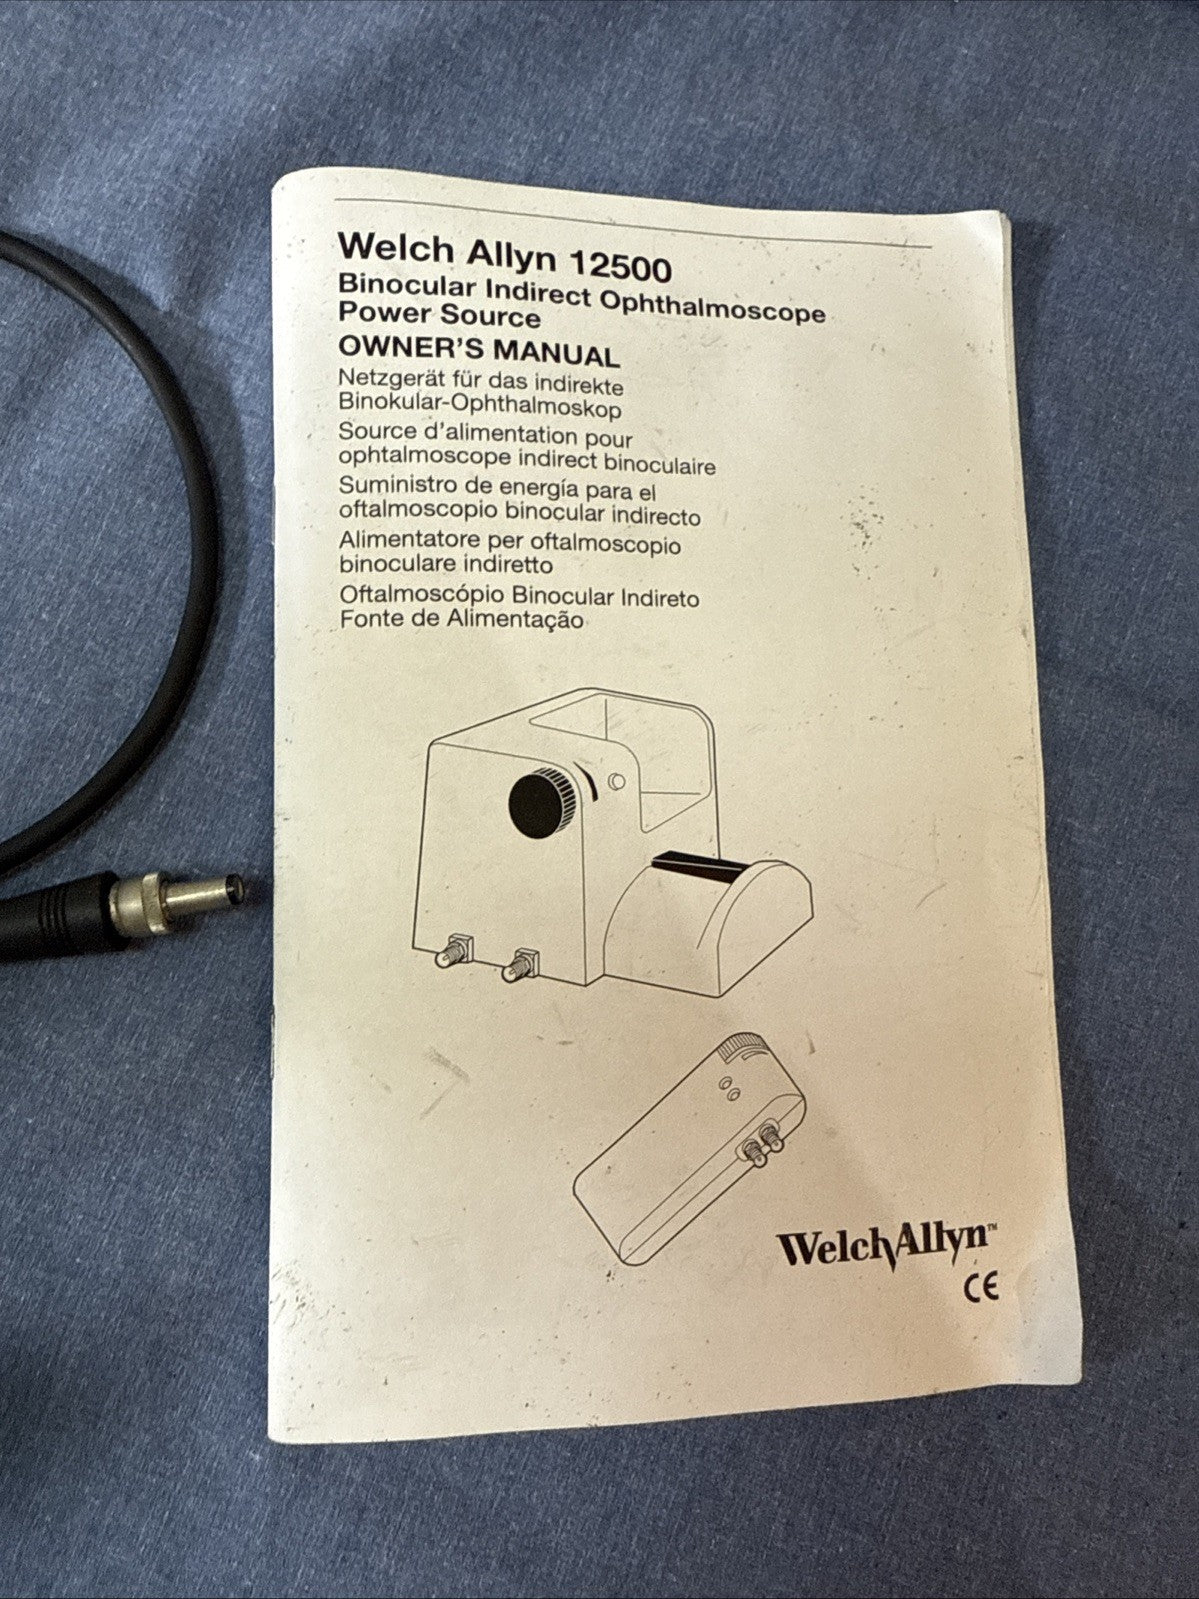 Welch Allyn 12500
Binocular Indirect Ophthalmoscope
Power Source
OWNER'S MANUAL
Netzgerät für das indirekte
Binokular-Ophthalmoskop
Source d'alimentation pour
ophtalmoscope indirect binoculaire
Suministro de energía para el
oftalmoscopio binocular indirecto
Alimentatore per oftalmoscopio
binoculare indiretto
Oftalmoscópio Binocular Indireto
Fonte de Alimentação
WelchAllyn™
CE